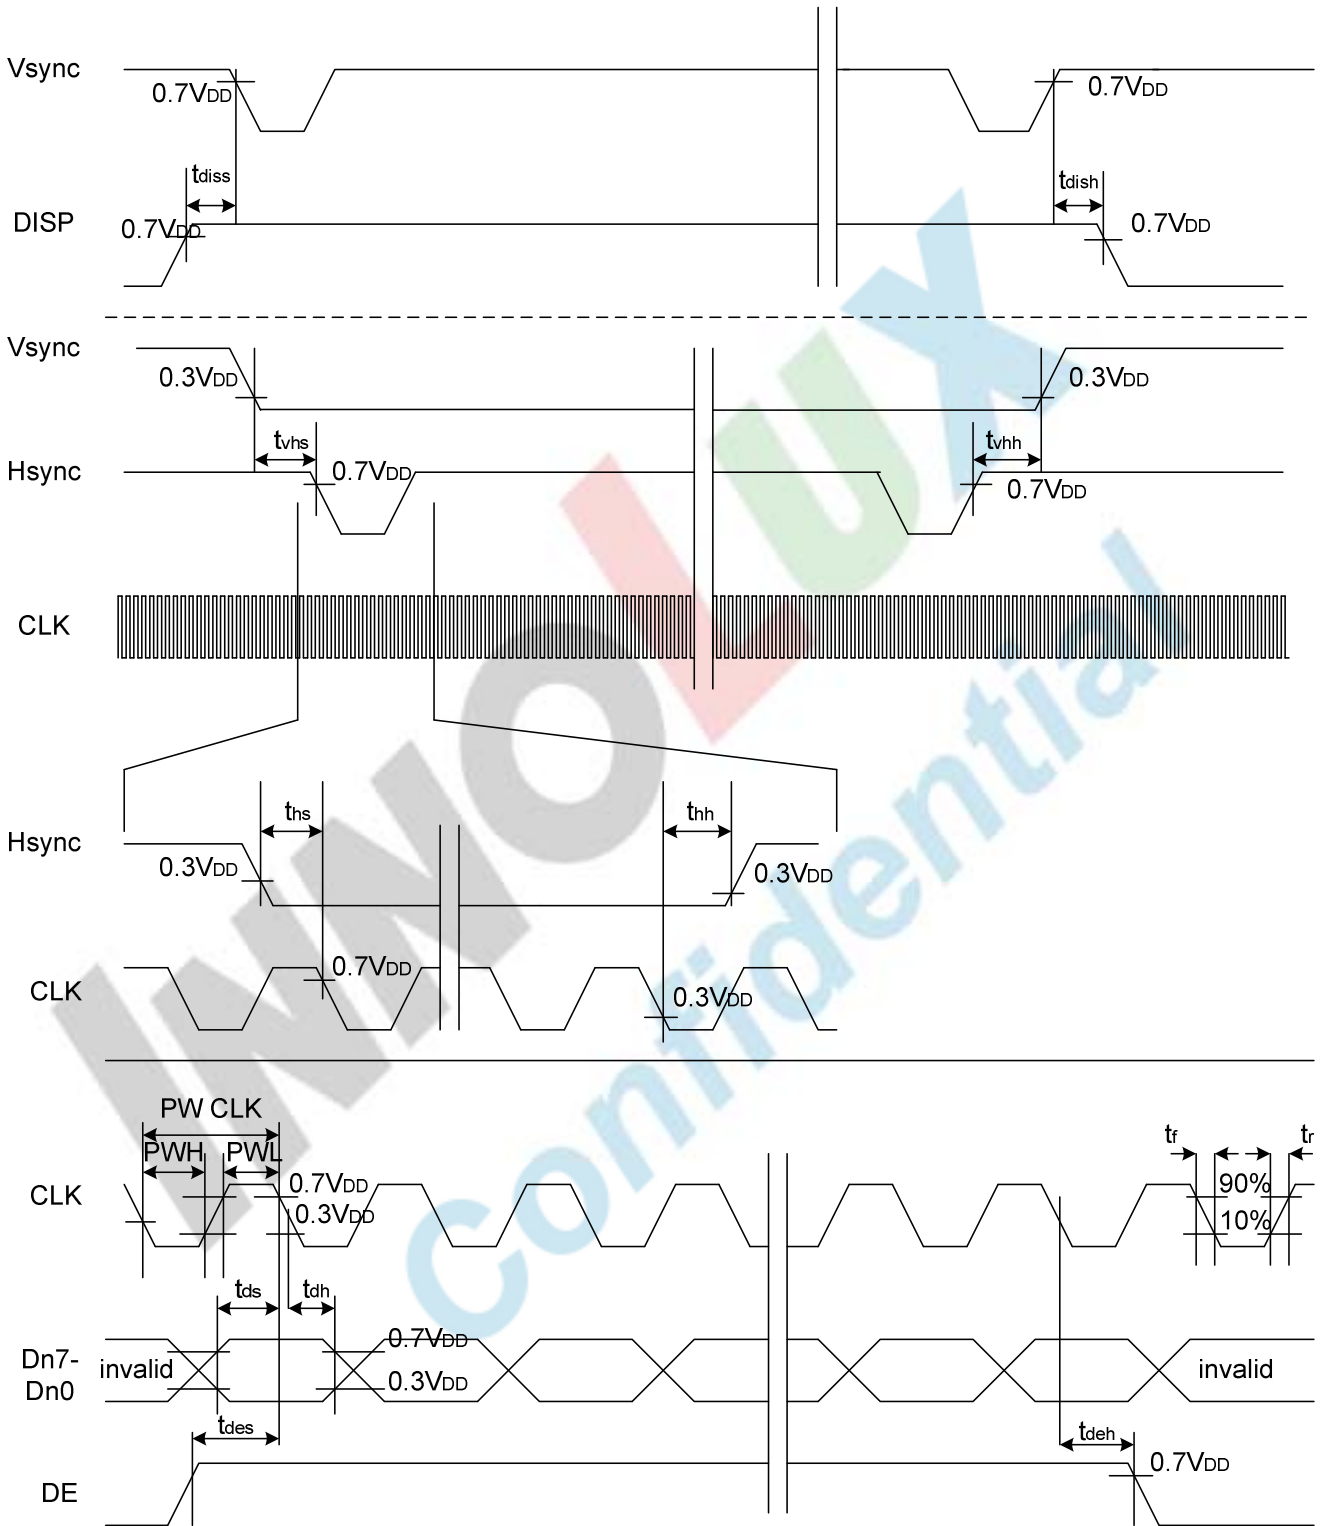 Vsync
0.7VDD
0.7VDD
tdiss
tdish
DISP
0.7VDD
0.7VDD
Vsync
0.3VDD
0.3VDD
tvhs
tvhh
Hsync
0.7VDD
0.7VDD
CLK
ths
thh
Hsync
0.3VDD
0.3VDD
CLK
0.7VDD
0.3VDD
PW CLK
PWH
PWL
tf
tr
CLK
0.7VDD
90%
0.3VDD
10%
tds
tdh
Dn7-
Dn0
invalid
0.7VDD
0.3VDD
invalid
tdes
tdeh
DE
0.7VDD
INNOLUX
Confidential